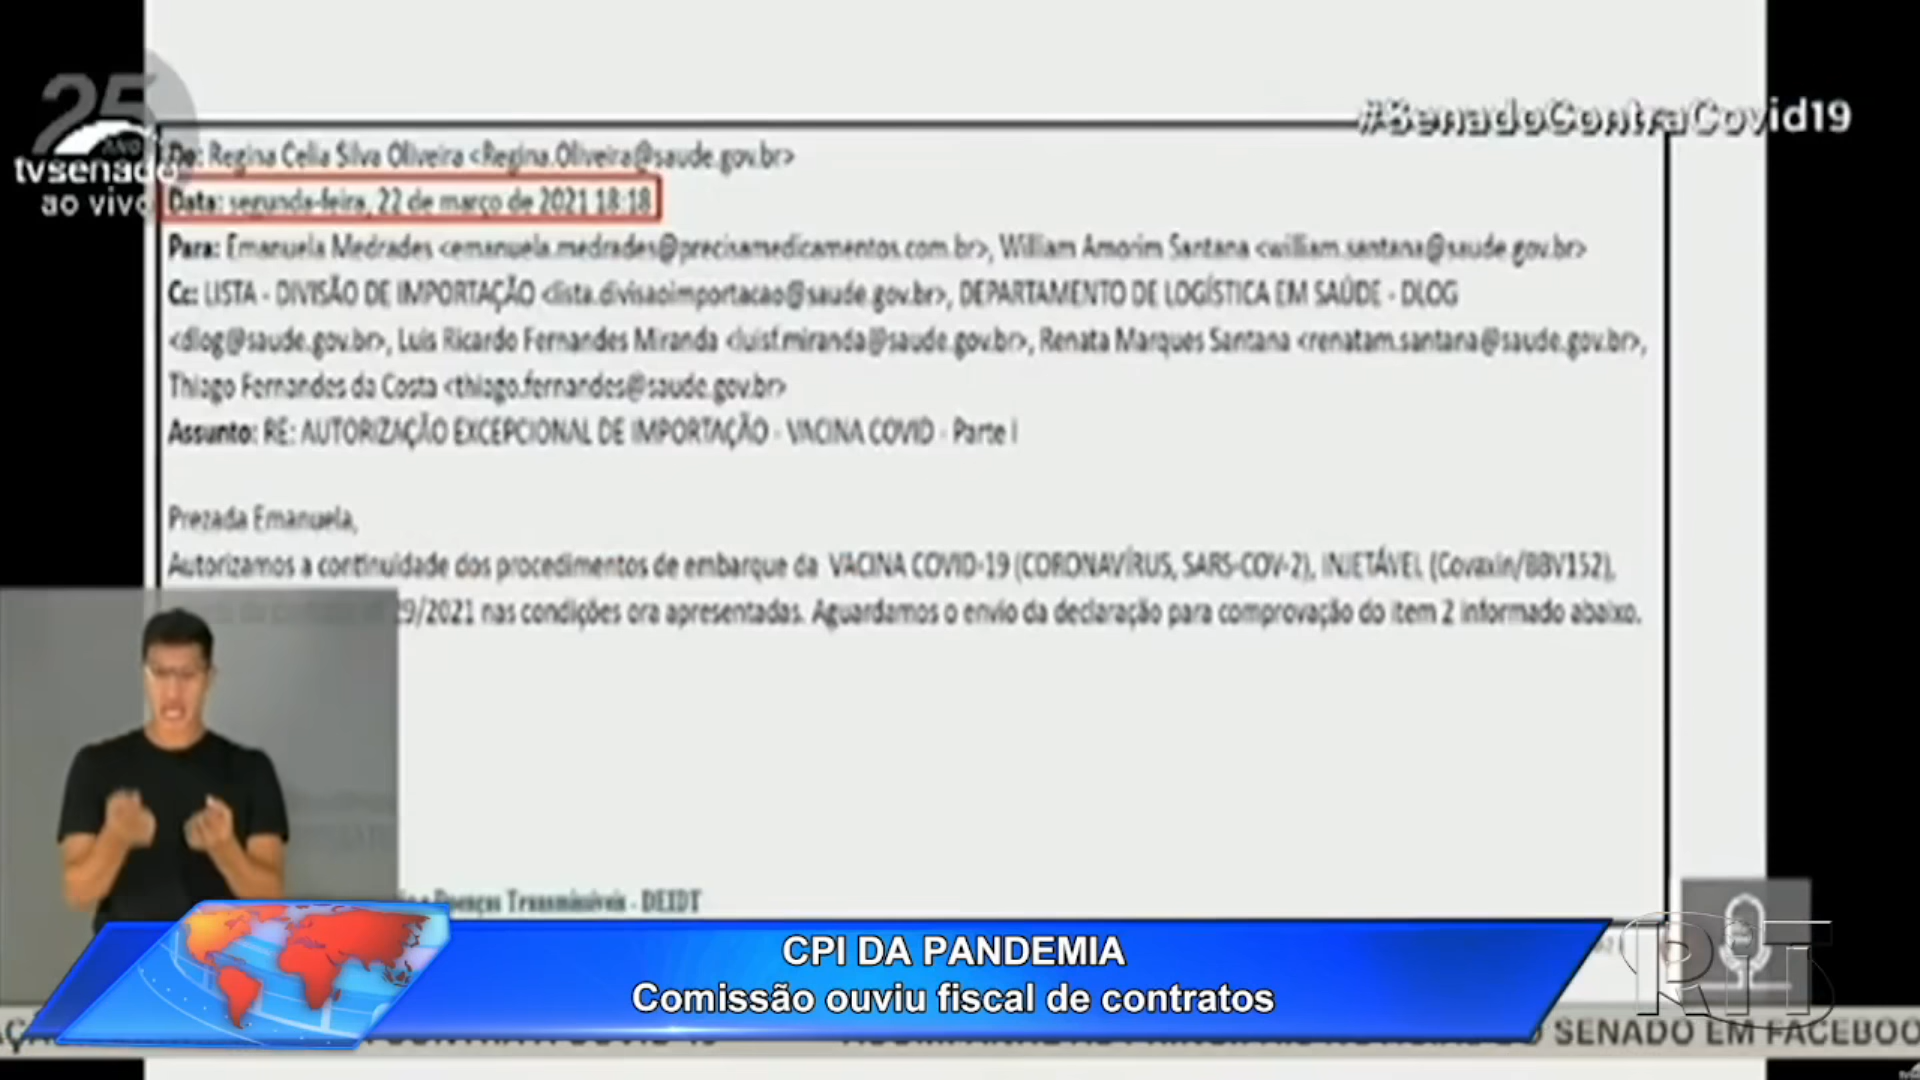 25
ANOS
tvsenado
ao vivo
#SenadoContraCovid19
De: Regina Celia Silva Oliveira <Regina.Oliveira@saude.gov.br>
Data: segunda-feira, 22 de março de 2021 18:18
Para: Emanuela Medrades <emanuela.medrades@precisamedicamentos.com.br>, William Amorim Santana <william.santana@saude.gov.br>
Cc: LISTA - DIVISÃO DE IMPORTAÇÃO <lista.divisaoimportacao@saude.gov.br>, DEPARTAMENTO DE LOGÍSTICA EM SAÚDE - DLOG
<dlog@saude.gov.br>, Luis Ricardo Fernandes Miranda <luisf.miranda@saude.gov.br>, Renata Marques Santana <renatam.santana@saude.gov.br>,
Thiago Fernandes da Costa <thiago.fernandes@saude.gov.br>
Assunto: RE: AUTORIZAÇÃO EXCEPCIONAL DE IMPORTAÇÃO - VACINA COVID - Parte I
Prezada Emanuela,
Autorizamos a continuidade dos procedimentos de embarque da VACINA COVID-19 (CORONAVÍRUS, SARS-COV-2), INJETÁVEL (Covaxin/BBV152),
29/2021 nas condições ora apresentadas. Aguardamos o envio da declaração para comprovação do item 2 informado abaixo.
e Doenças Transmissíveis - DEIDT
CPI DA PANDEMIA
Comissão ouviu fiscal de contratos
RIT
SENADO EM FACEBOO